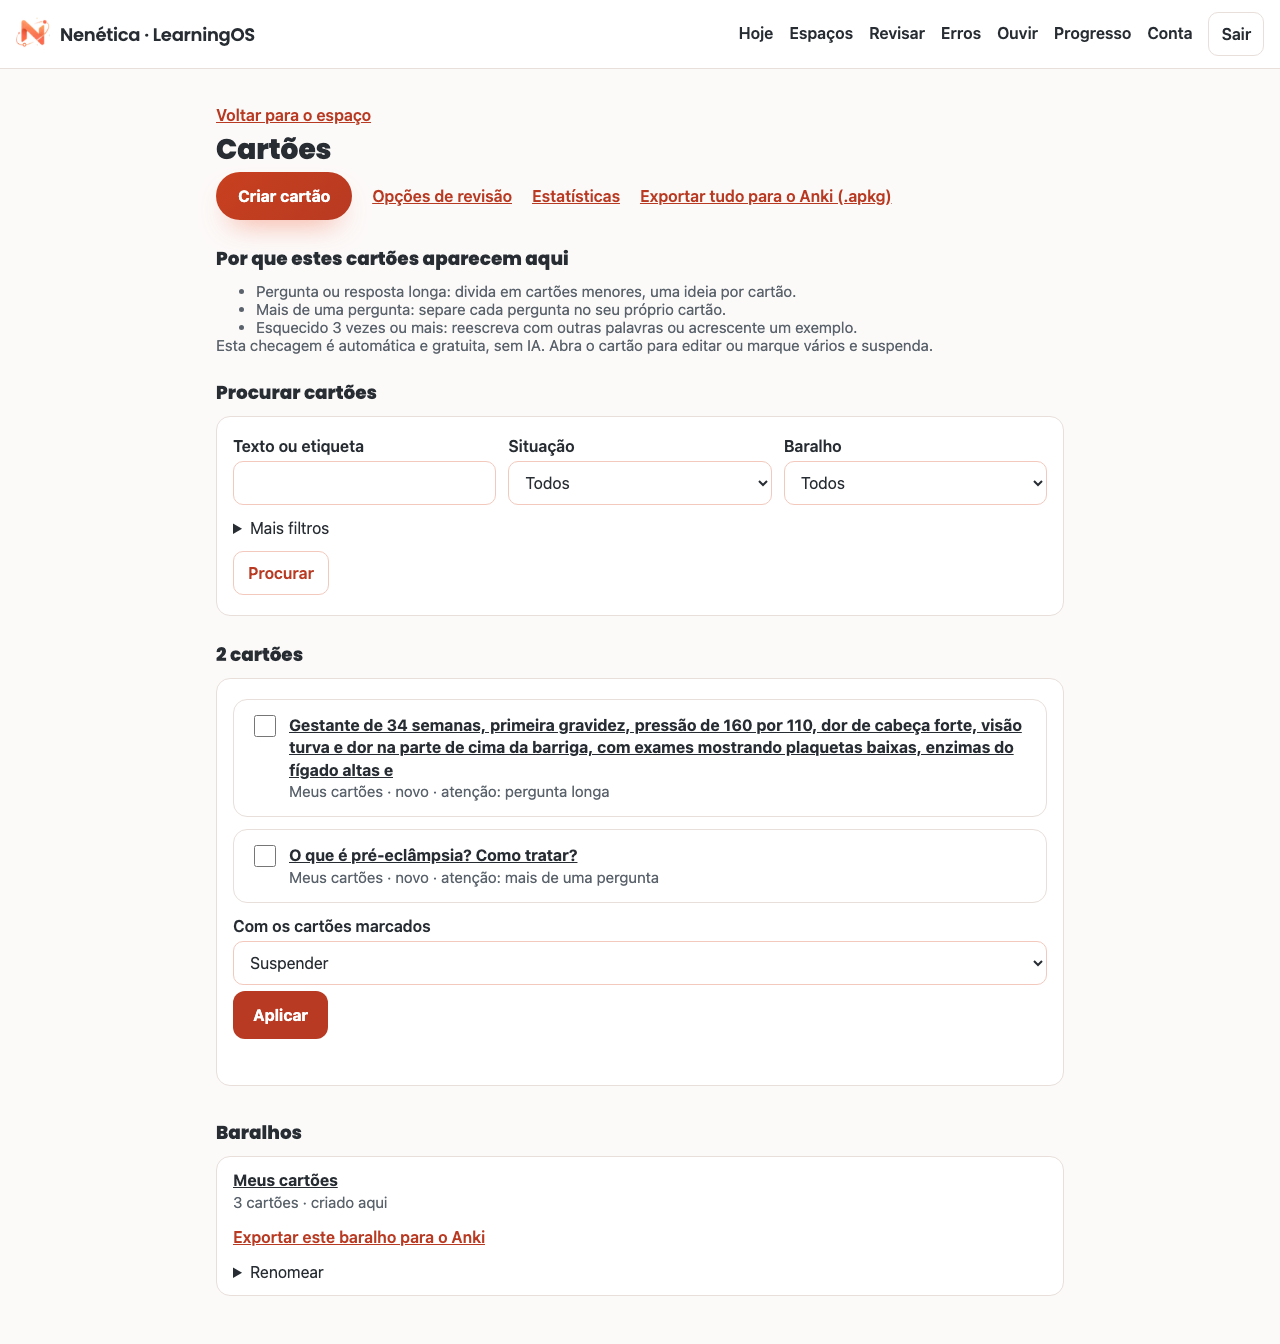 Nenética · LearningOS
Hoje
Espaços
Revisar
Erros
Ouvir
Progresso
Conta
Sair
Voltar para o espaço
Cartões
Criar cartão
Opções de revisão
Estatísticas
Exportar tudo para o Anki (.apkg)
Por que estes cartões aparecem aqui
• Pergunta ou resposta longa: divida em cartões menores, uma ideia por cartão.
• Mais de uma pergunta: separe cada pergunta no seu próprio cartão.
• Esquecido 3 vezes ou mais: reescreva com outras palavras ou acrescente um exemplo.
Esta checagem é automática e gratuita, sem IA. Abra o cartão para editar ou marque vários e suspenda.
Procurar cartões
Texto ou etiqueta
Situação
Baralho
Todos
Todos
Mais filtros
Procurar
2 cartões
Gestante de 34 semanas, primeira gravidez, pressão de 160 por 110, dor de cabeça forte, visão
turva e dor na parte de cima da barriga, com exames mostrando plaquetas baixas, enzimas do
fígado altas e
Meus cartões · novo · atenção: pergunta longa
O que é pré-eclâmpsia? Como tratar?
Meus cartões · novo · atenção: mais de uma pergunta
Com os cartões marcados
Suspender
Aplicar
Baralhos
Meus cartões
3 cartões · criado aqui
Exportar este baralho para o Anki
Renomear